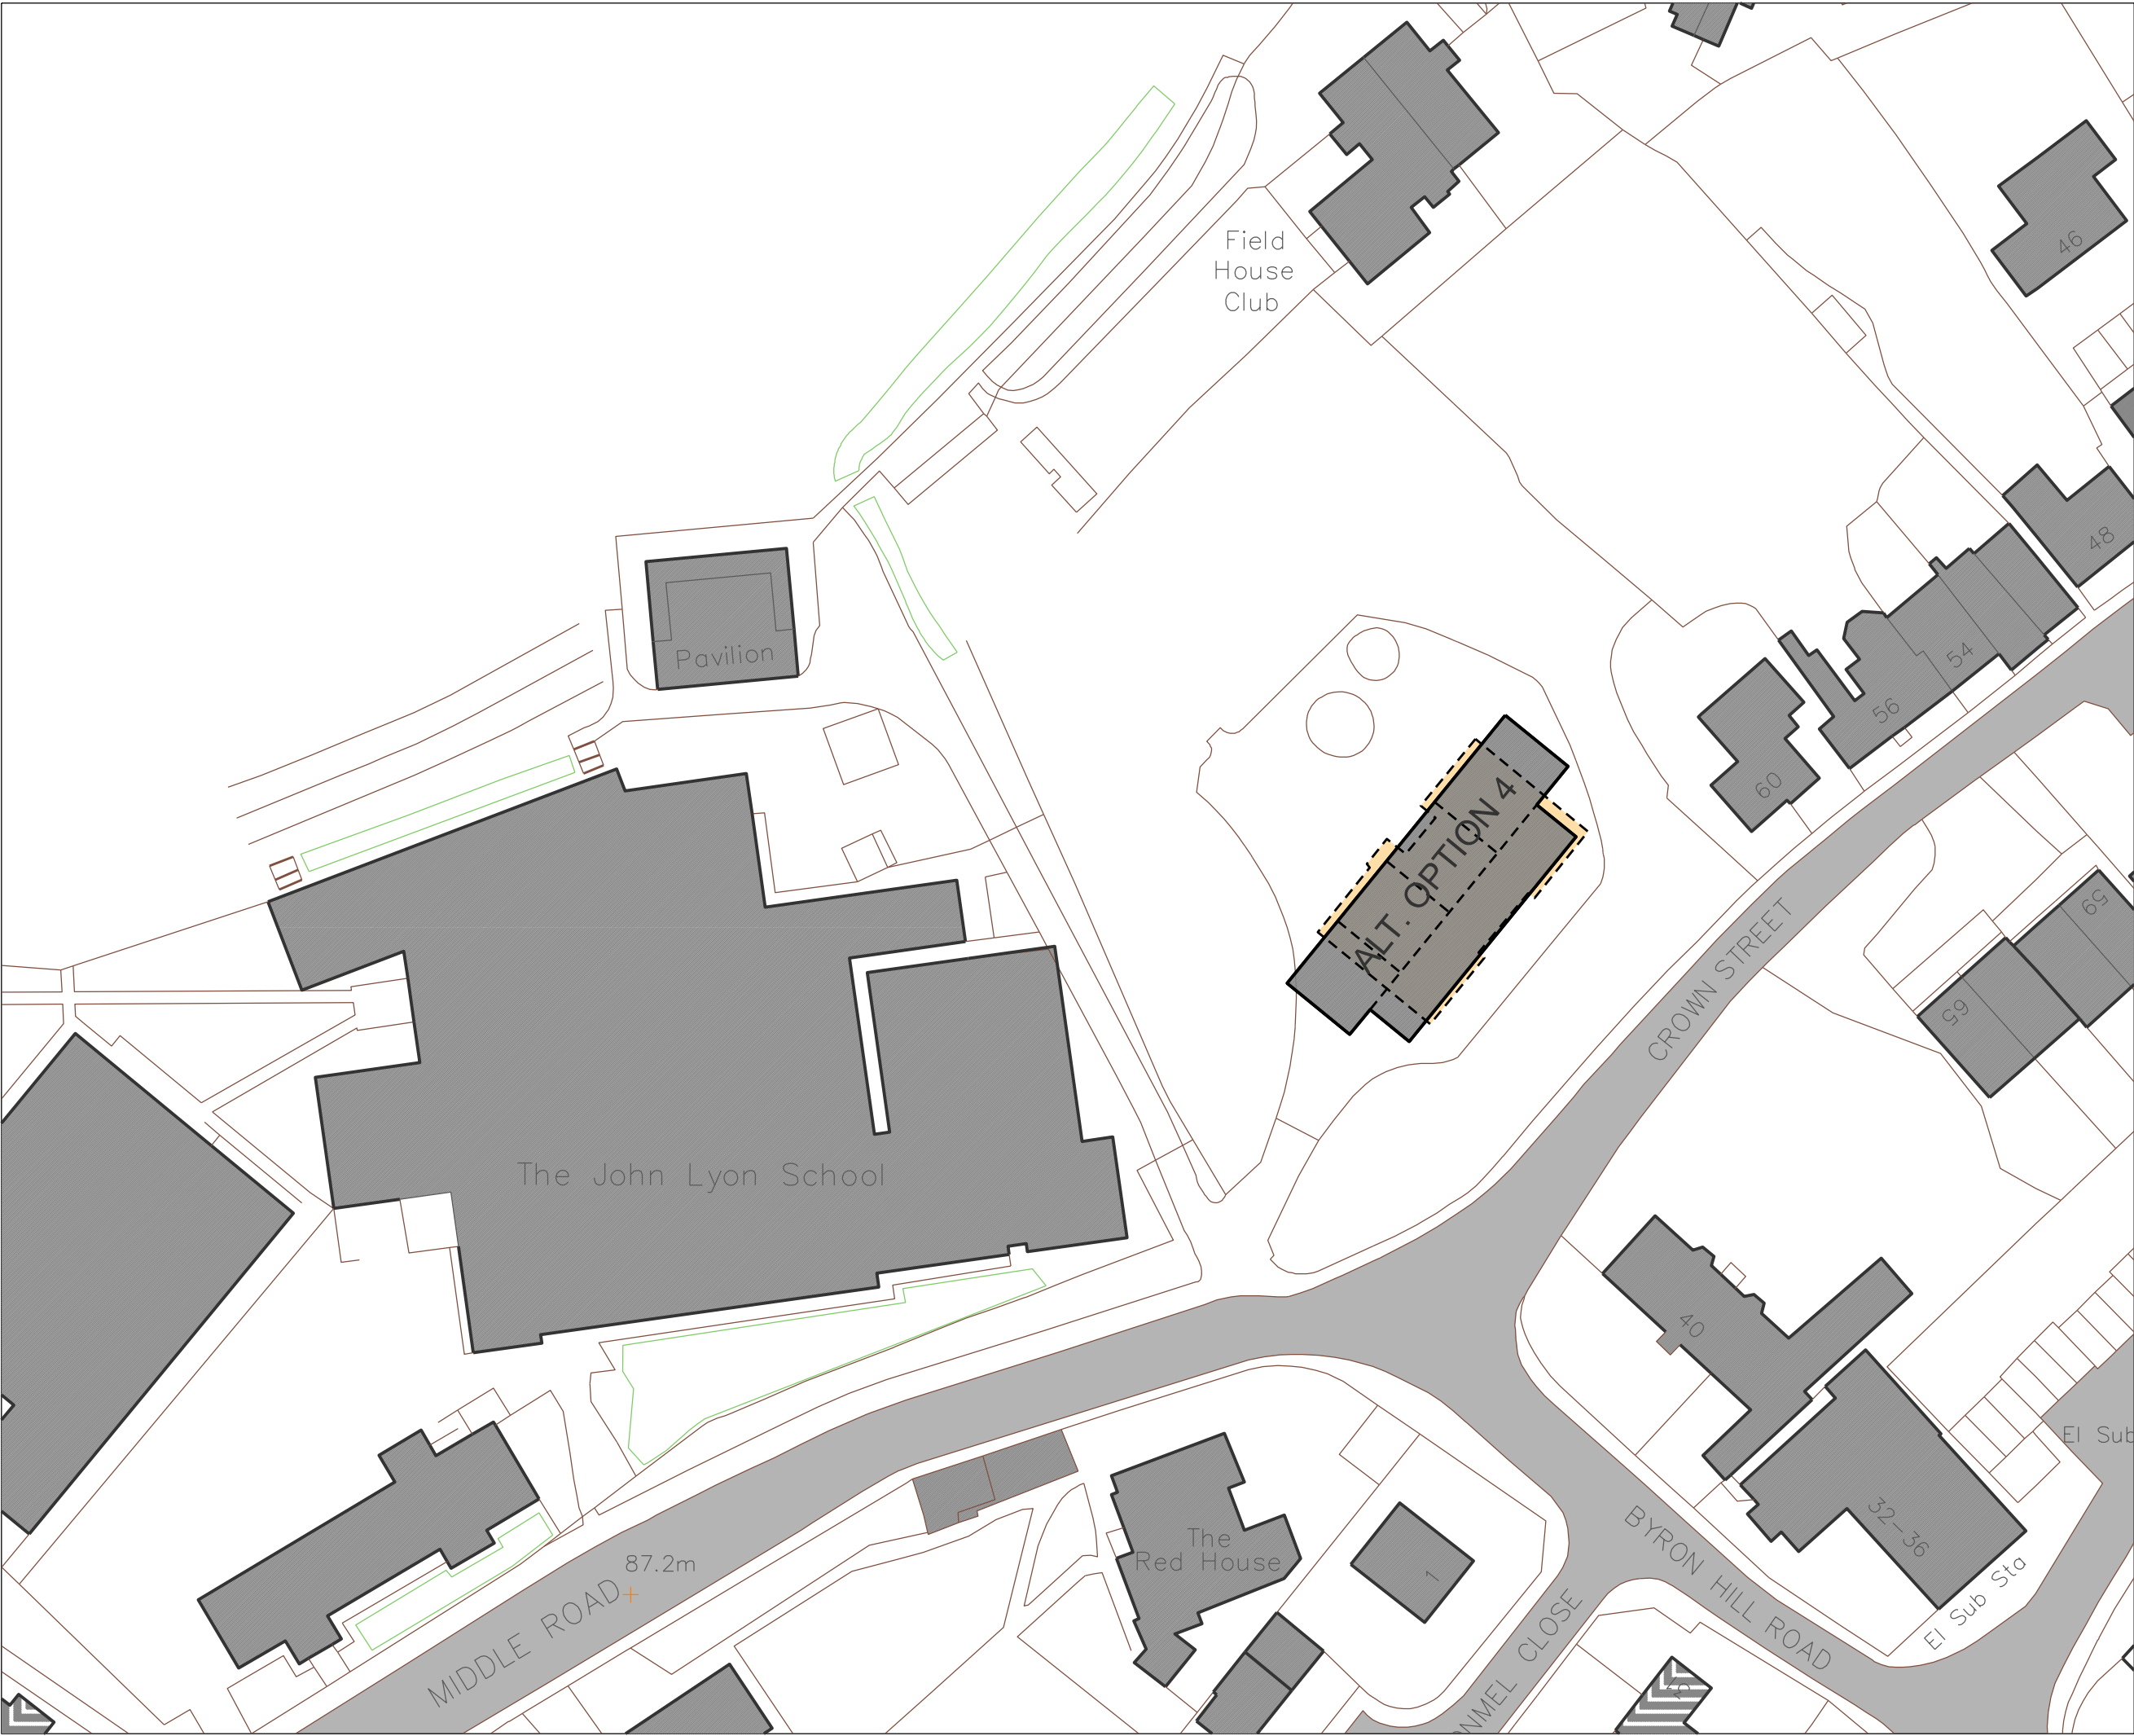 Field
House
Club
46
48
54
56
60
Pavilion
ALT. OPTION 4
CROWN STREET
59
65
The John Lyon School
40
El Sub
32-36
BYRON HILL ROAD
El Sub Sta
The
Red House
1
87.2m
MIDDLE ROAD
CLOSE